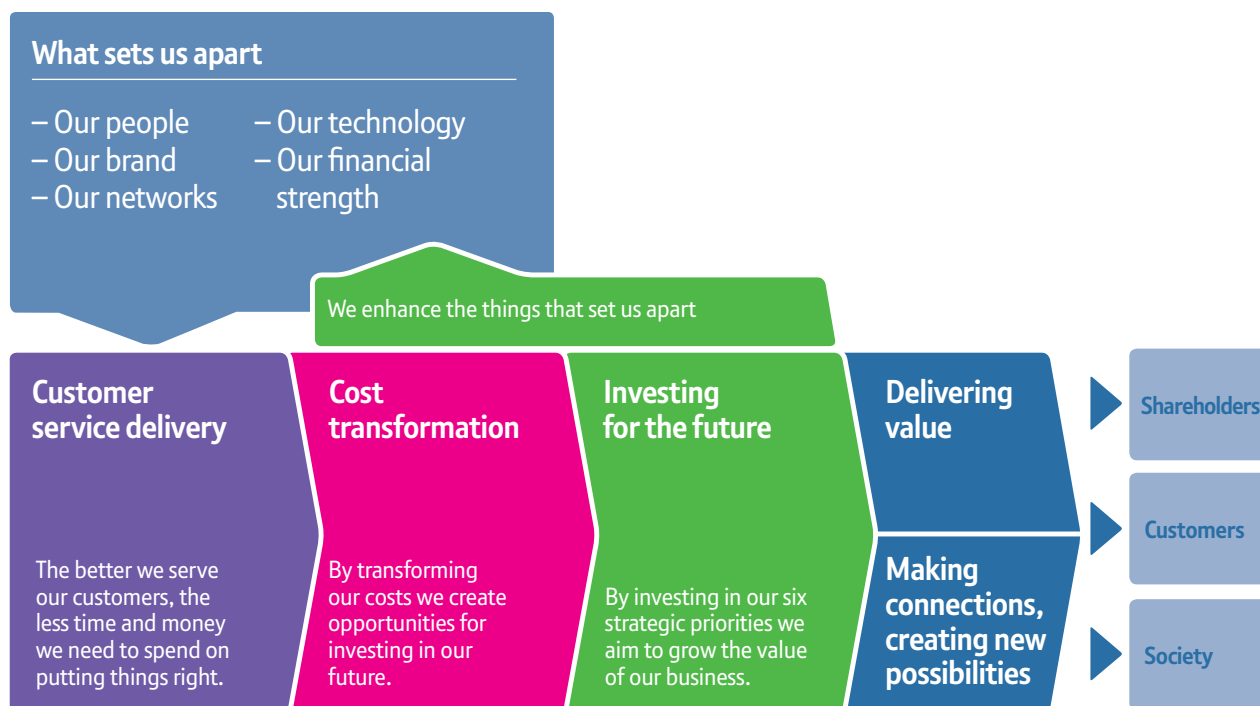 What sets us apart
– Our people
– Our brand
– Our networks
– Our technology
– Our financial
strength
We enhance the things that set us apart
Customer
service delivery
The better we serve
our customers, the
less time and money
we need to spend on
putting things right.
Cost
transformation
By transforming
our costs we create
opportunities for
investing in our
future.
Investing
for the future
By investing in our six
strategic priorities we
aim to grow the value
of our business.
Delivering
value
Making
connections,
creating new
possibilities
Shareholders
Customers
Society